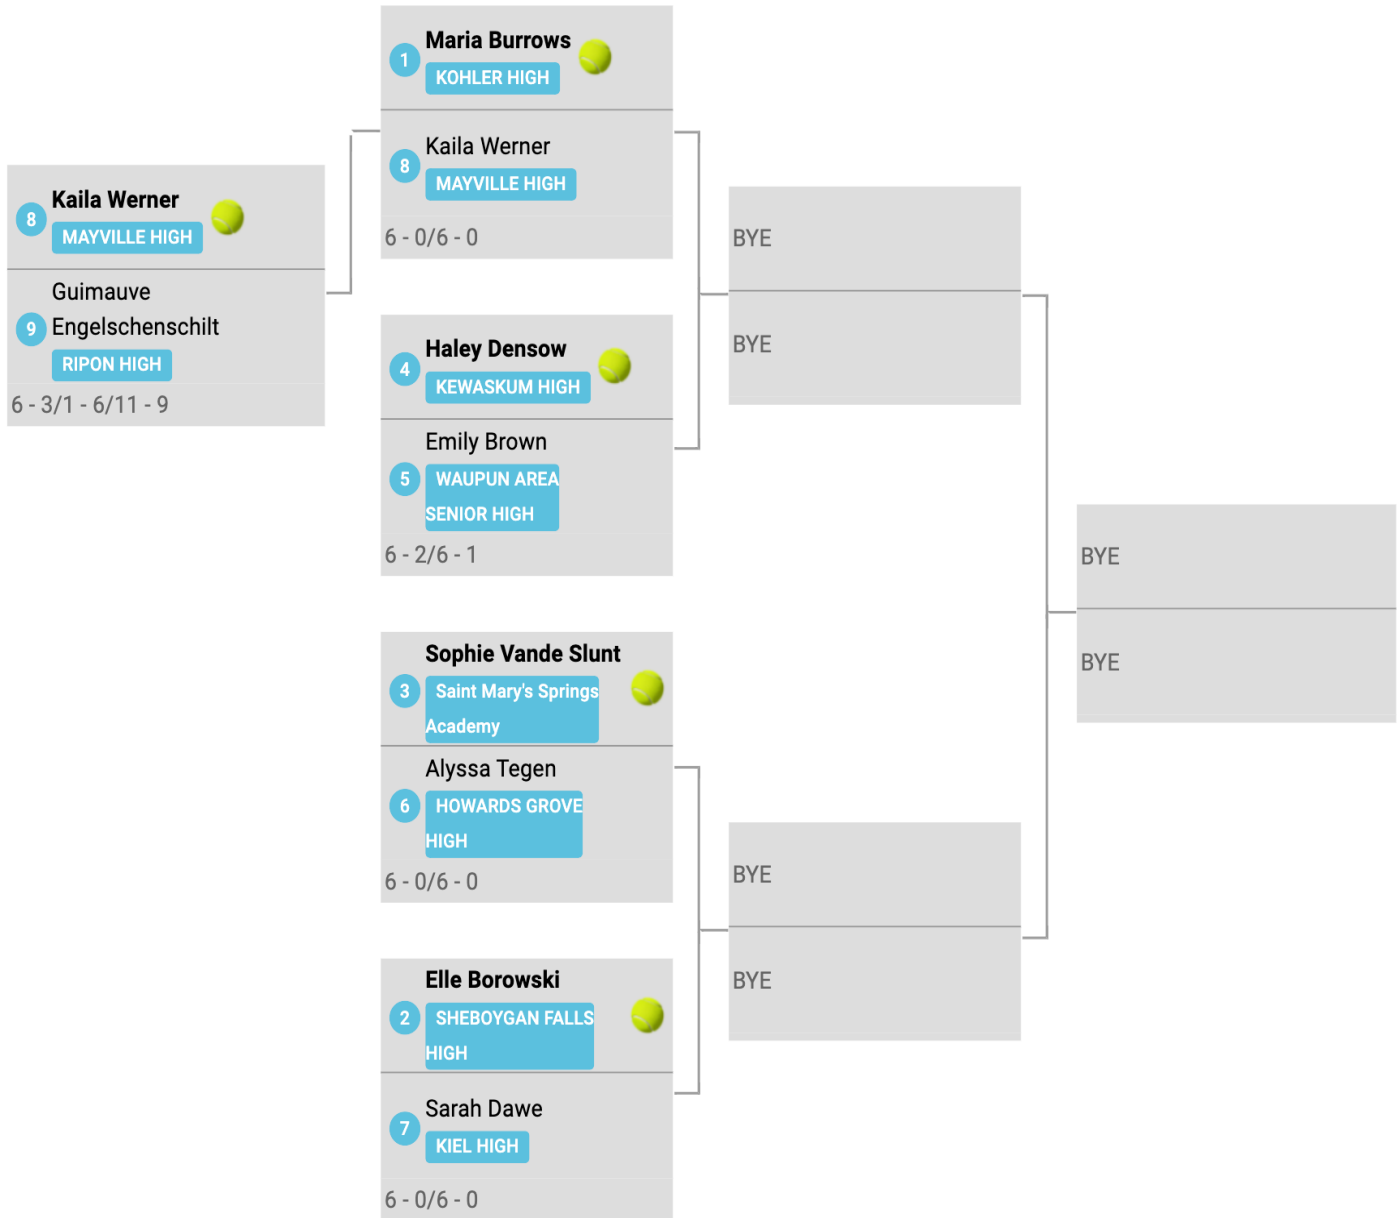 8
Kaila Werner
MAYVILLE HIGH
9
Guimauve
Engelschenschilt
RIPON HIGH
6 - 3/1 - 6/11 - 9
1
Maria Burrows
KOHLER HIGH
8
Kaila Werner
MAYVILLE HIGH
6 - 0/6 - 0
4
Haley Densow
KEWASKUM HIGH
5
Emily Brown
WAUPUN AREA
SENIOR HIGH
6 - 2/6 - 1
3
Sophie Vande Slunt
Saint Mary's Springs
Academy
6
Alyssa Tegen
HOWARDS GROVE
HIGH
6 - 0/6 - 0
2
Elle Borowski
SHEBOYGAN FALLS
HIGH
7
Sarah Dawe
KIEL HIGH
6 - 0/6 - 0
BYE
BYE
BYE
BYE
BYE
BYE